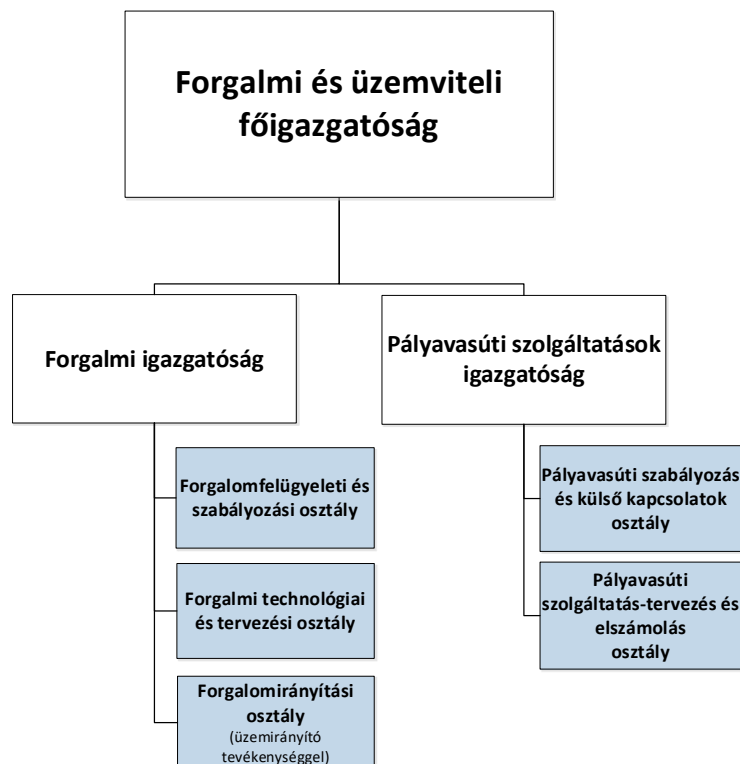 Forgalmi és üzemviteli
főigazgatóság
Forgalmi igazgatóság
Pályavasúti szolgáltatások
igazgatóság
Forgalomfelügyeleti és
szabályozási osztály
Forgalmi technológiai
és tervezési osztály
Forgalomirányítási
osztály
(üzemirányító
tevékenységgel)
Pályavasúti szabályozás
és külső kapcsolatok
osztály
Pályavasúti
szolgáltatás-tervezés és
elszámolás
osztály